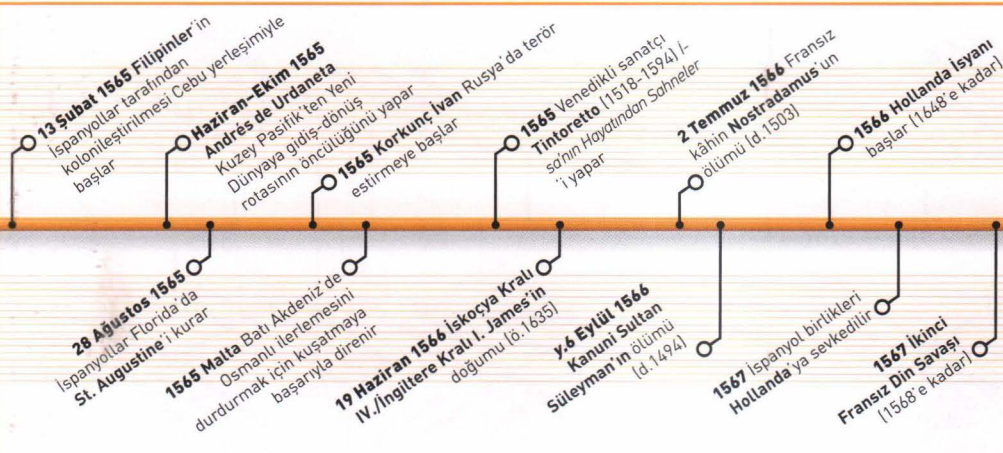 13 Şubat 1565 Filipinler'in
İspanyollar tarafından
kolonileştirilmesi Cebu yerleşimiyle
başlar
Haziran–Ekim 1565
Andrés de Urdaneta
Kuzey Pasifik'ten Yeni
Dünyaya gidiş-dönüş
rotasının öncülüğünü yapar
1565 Korkunç İvan Rusya'da terör
estirmeye başlar
1565 Venedikli sanatçı
Tintoretto (1518-1594) İ-
sa'nın Hayatından Sahneler
'i yapar
2 Temmuz 1566 Fransız
kâhin Nostradamus'un
ölümü (d.1503)
1566 Hollanda İsyanı
başlar (1648'e kadar)
28 Ağustos 1565
İspanyollar Florida'da
St. Augustine'i kurar
1565 Malta Batı Akdeniz'de
Osmanlı ilerlemesini
durdurmak için kuşatmaya
başarıyla direnir
19 Haziran 1566 İskoçya Kralı
IV./İngiltere Kralı I. James'in
doğumu (ö.1635)
y.6 Eylül 1566
Kanuni Sultan
Süleyman'ın ölümü
(d.1494)
1567 İspanyol birlikleri
Hollanda'ya sevkedilir
1567 İkinci
Fransız Din Savaşı
(1568'e kadar)